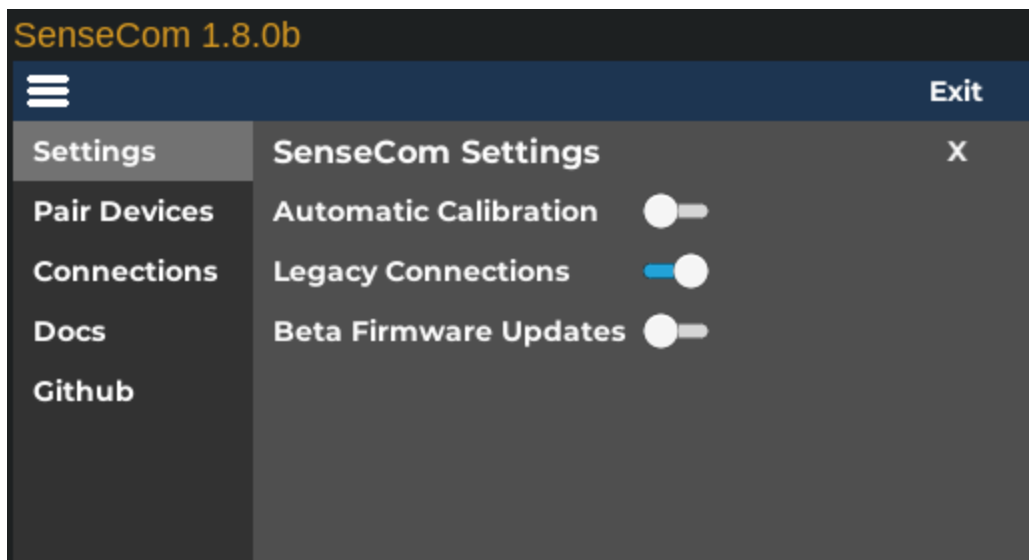 SenseCom 1.8.0b
Exit
Settings
Pair Devices
Connections
Docs
Github
SenseCom Settings X
Automatic Calibration
Legacy Connections
Beta Firmware Updates